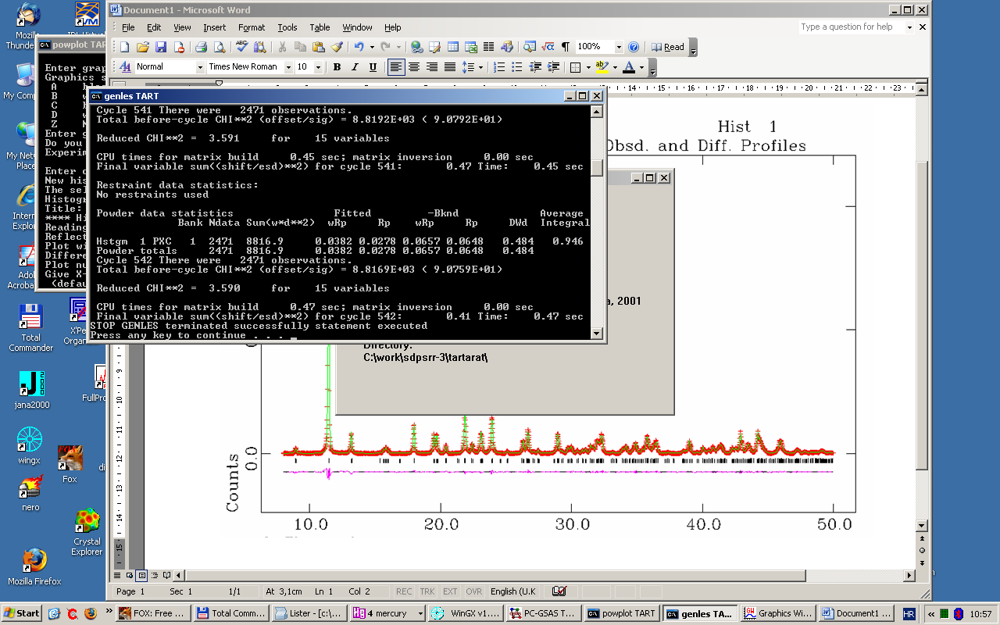 Mozilla
Thunde
IDL Virtual
My Comp
My Net
Place
Intern
Explor
Adol
Acroba
Total
Commander
X'Pe
Organ
jana2000
FullPro
wingx
Fox
di
nero
Crystal
Explorer
Mozilla Firefox
powplot TAR
Enter grap
Graphics s
A
B
C
D
Z
Enter g
Do you
Experim
Enter
New his
The sel
Histogr
Title:
**** Hi
Reading
Reflect
Plot wi
Differe
Plot nu
Give X-
(defau
Document1 - Microsoft Word
File Edit View Insert Format Tools Table Window Help
Type a question for help
100%
Read
Normal
Times New Roman
10
B I U
genles TART
Cycle 541 There were 2471 observations.
Total before-cycle CHI**2 (offset/sig) = 8.8192E+03 ( 9.0792E+01)
Reduced CHI**2 = 3.591 for 15 variables
CPU times for matrix build 0.45 sec; matrix inversion 0.00 sec
Final variable sum((shift/esd)**2) for cycle 541: 0.47 Time: 0.45 sec
Restraint data statistics:
No restraints used
Powder data statistics Fitted -Bknd Average
Bank Ndata Sum(w*d**2) wRp Rp wRp Rp DWd Integral
Hstgm 1 PXC 1 2471 8816.9 0.0382 0.0278 0.0657 0.0648 0.484 0.946
Powder totals 2471 8816.9 0.0382 0.0278 0.0657 0.0648 0.484
Cycle 542 There were 2471 observations.
Total before-cycle CHI**2 (offset/sig) = 8.8169E+03 ( 9.0759E+01)
Reduced CHI**2 = 3.590 for 15 variables
CPU times for matrix build 0.47 sec; matrix inversion 0.00 sec
Final variable sum((shift/esd)**2) for cycle 542: 0.41 Time: 0.47 sec
STOP GENLES terminated successfully statement executed
Press any key to continue . . . _
14 15 16 17 18 19 20 21 22 23
Hist 1
Obsd. and Diff. Profiles
a, 2001
Directory:
C:\work\sdpsrr-3\tartarat\
Counts
0.0
10.0 20.0 30.0 40.0 50.0
Page 1 Sec 1 1/1 At 3,1cm Ln 1 Col 2 REC TRK EXT OVR English (U.K
Start
FOX: Free ...
Total Comm...
Lister - [c:\...
4 mercury
WinGX v1....
PC-GSAS T...
powplot TART
genles TA...
Graphics Wi...
Document1 ...
HR
10:57